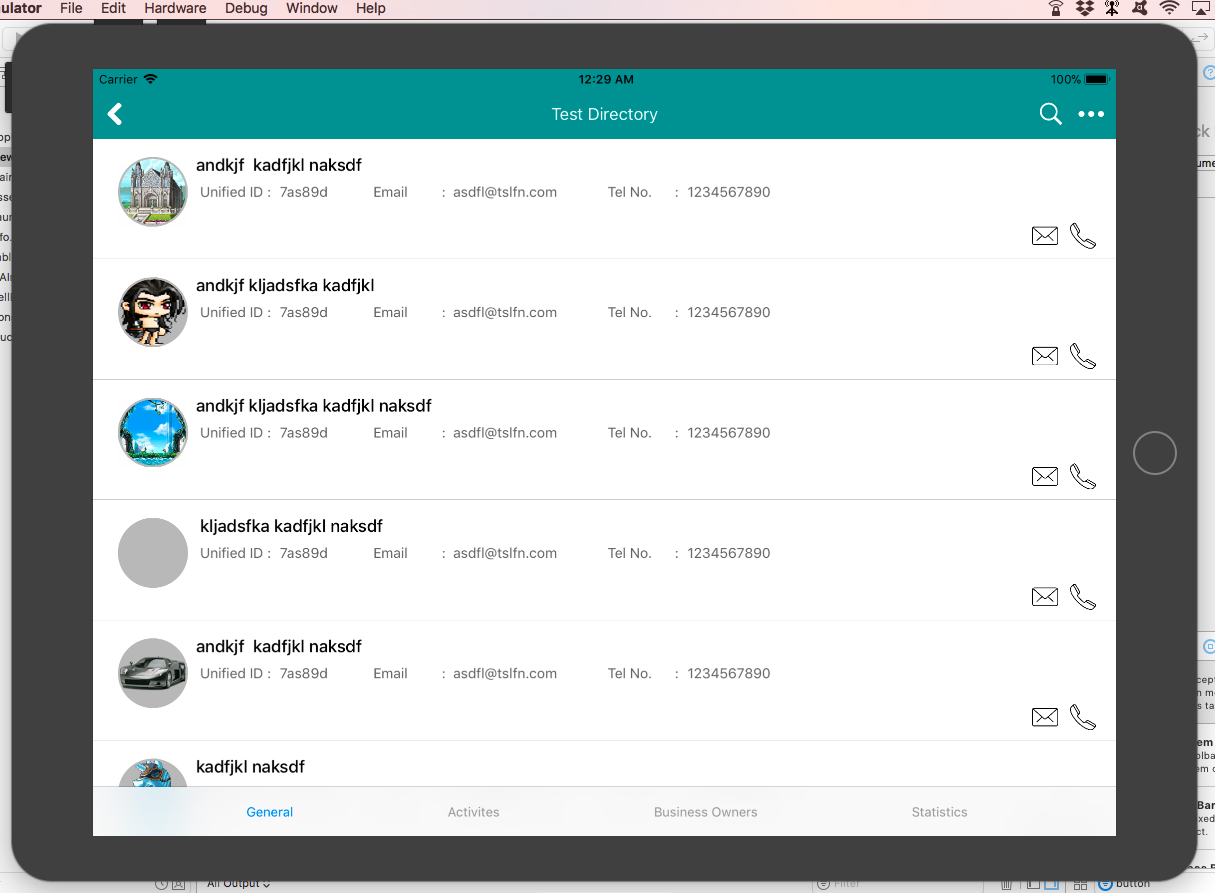 ulator File Edit Hardware Debug Window Help
Carrier 12:29 AM 100%
Test Directory
andkjf  kadfjkl naksdf
Unified ID : 7as89d Email : asdfl@tslfn.com Tel No. : 1234567890
andkjf kljadsfka kadfjkl
Unified ID : 7as89d Email : asdfl@tslfn.com Tel No. : 1234567890
andkjf kljadsfka kadfjkl naksdf
Unified ID : 7as89d Email : asdfl@tslfn.com Tel No. : 1234567890
kljadsfka kadfjkl naksdf
Unified ID : 7as89d Email : asdfl@tslfn.com Tel No. : 1234567890
andkjf  kadfjkl naksdf
Unified ID : 7as89d Email : asdfl@tslfn.com Tel No. : 1234567890
kadfjkl naksdf
General Activites Business Owners Statistics
All Output Filter button